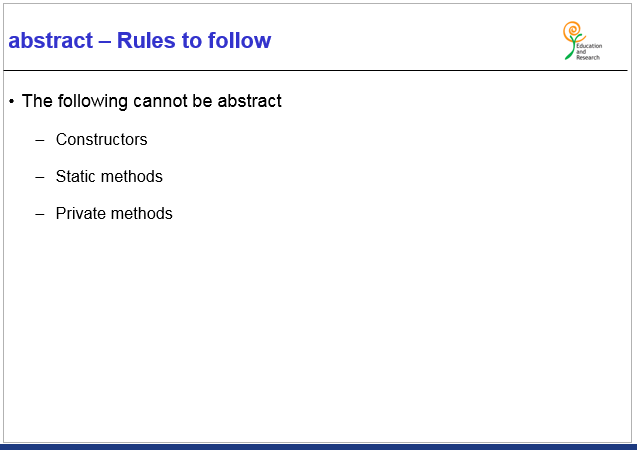 abstract – Rules to follow
Education
and
Research
• The following cannot be abstract
– Constructors
– Static methods
– Private methods